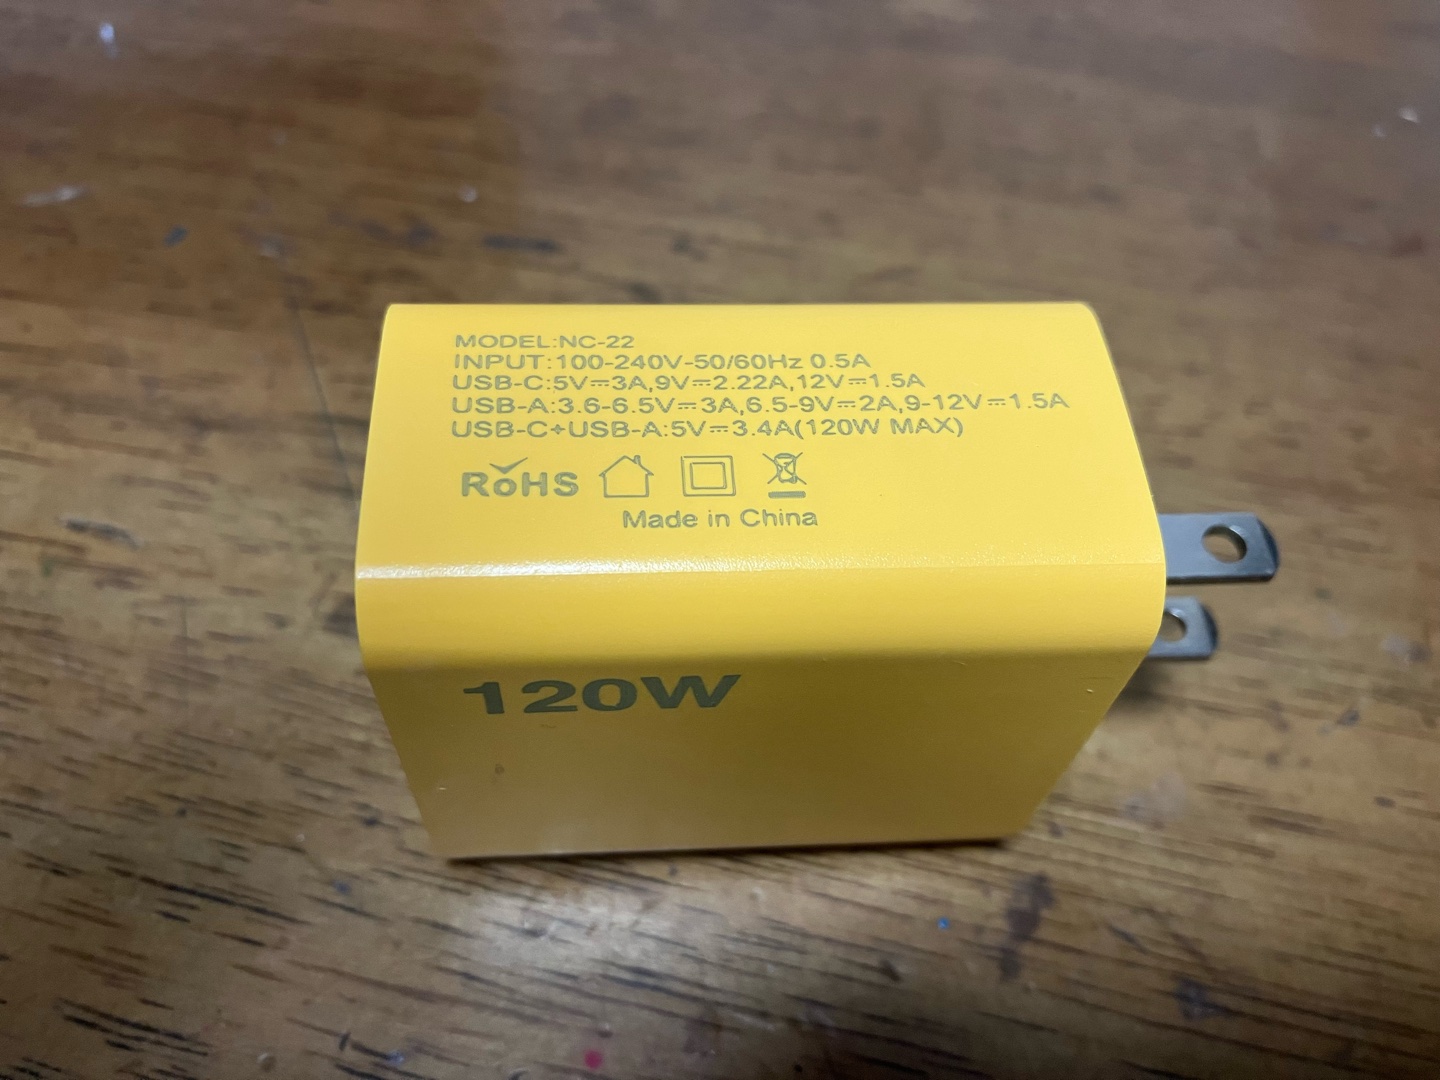 MODEL:NC-22
INPUT:100-240V-50/60Hz 0.5A
USB-C:5V⎓3A,9V⎓2.22A,12V⎓1.5A
USB-A:3.6-6.5V⎓3A,6.5-9V⎓2A,9-12V⎓1.5A
USB-C+USB-A:5V⎓3.4A(120W MAX)
RoHS
Made in China
120W